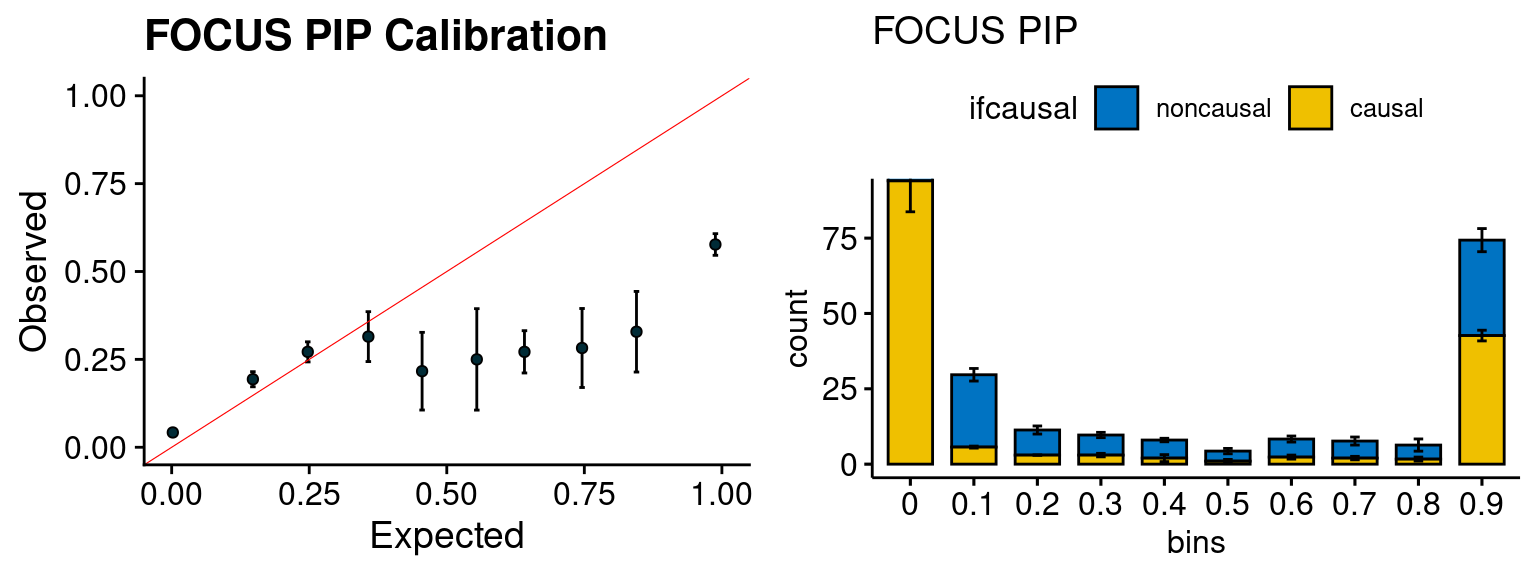 FOCUS PIP Calibration
Observed
1.00
0.75
0.50
0.25
0.00
0.00 0.25 0.50 0.75 1.00
Expected
FOCUS PIP
ifcausal noncausal causal
count
75
50
25
0
0 0.1 0.2 0.3 0.4 0.5 0.6 0.7 0.8 0.9
bins